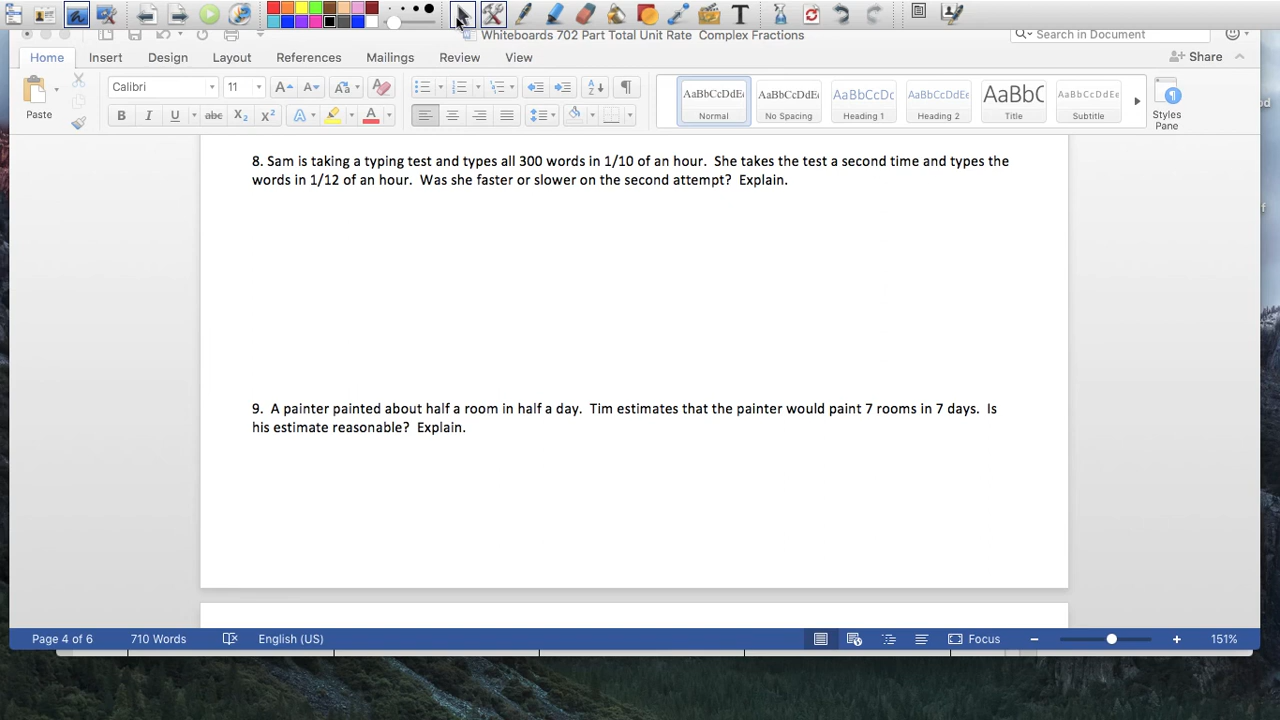 Whiteboards 702 Part Total Unit Rate Complex Fractions
Search in Document
Home Insert Design Layout References Mailings Review View
Share
Paste
Calibri 11
AaBbCcDdEe AaBbCcDdEe AaBbCcDc AaBbCcDdEe AaBbC AaBbCcDdEe
Normal No Spacing Heading 1 Heading 2 Title Subtitle
Styles
Pane
8. Sam is taking a typing test and types all 300 words in 1/10 of an hour. She takes the test a second time and types the
words in 1/12 of an hour. Was she faster or slower on the second attempt? Explain.
9. A painter painted about half a room in half a day. Tim estimates that the painter would paint 7 rooms in 7 days. Is
his estimate reasonable? Explain.
Page 4 of 6 710 Words English (US) Focus 151%